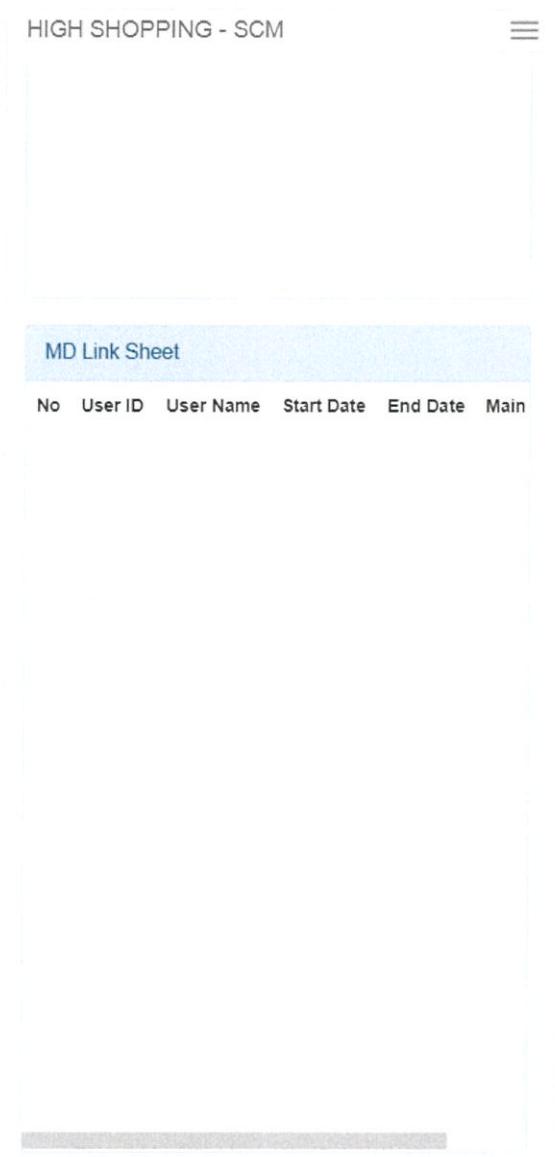 HIGH SHOPPING - SCM
MD Link Sheet
No User ID User Name Start Date End Date Main